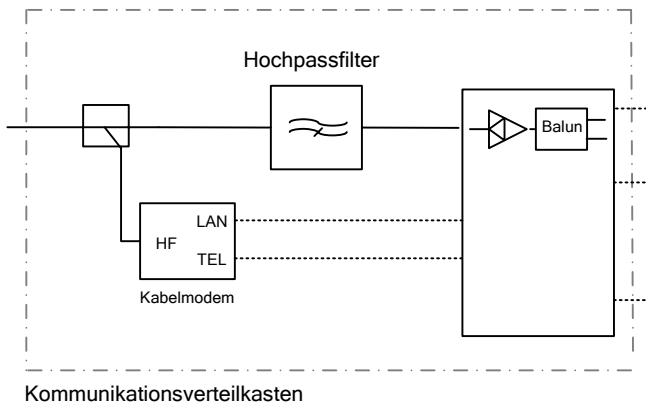 Hochpassfilter
Balun
LAN
HF
TEL
Kabelmodem
Kommunikationsverteilkasten